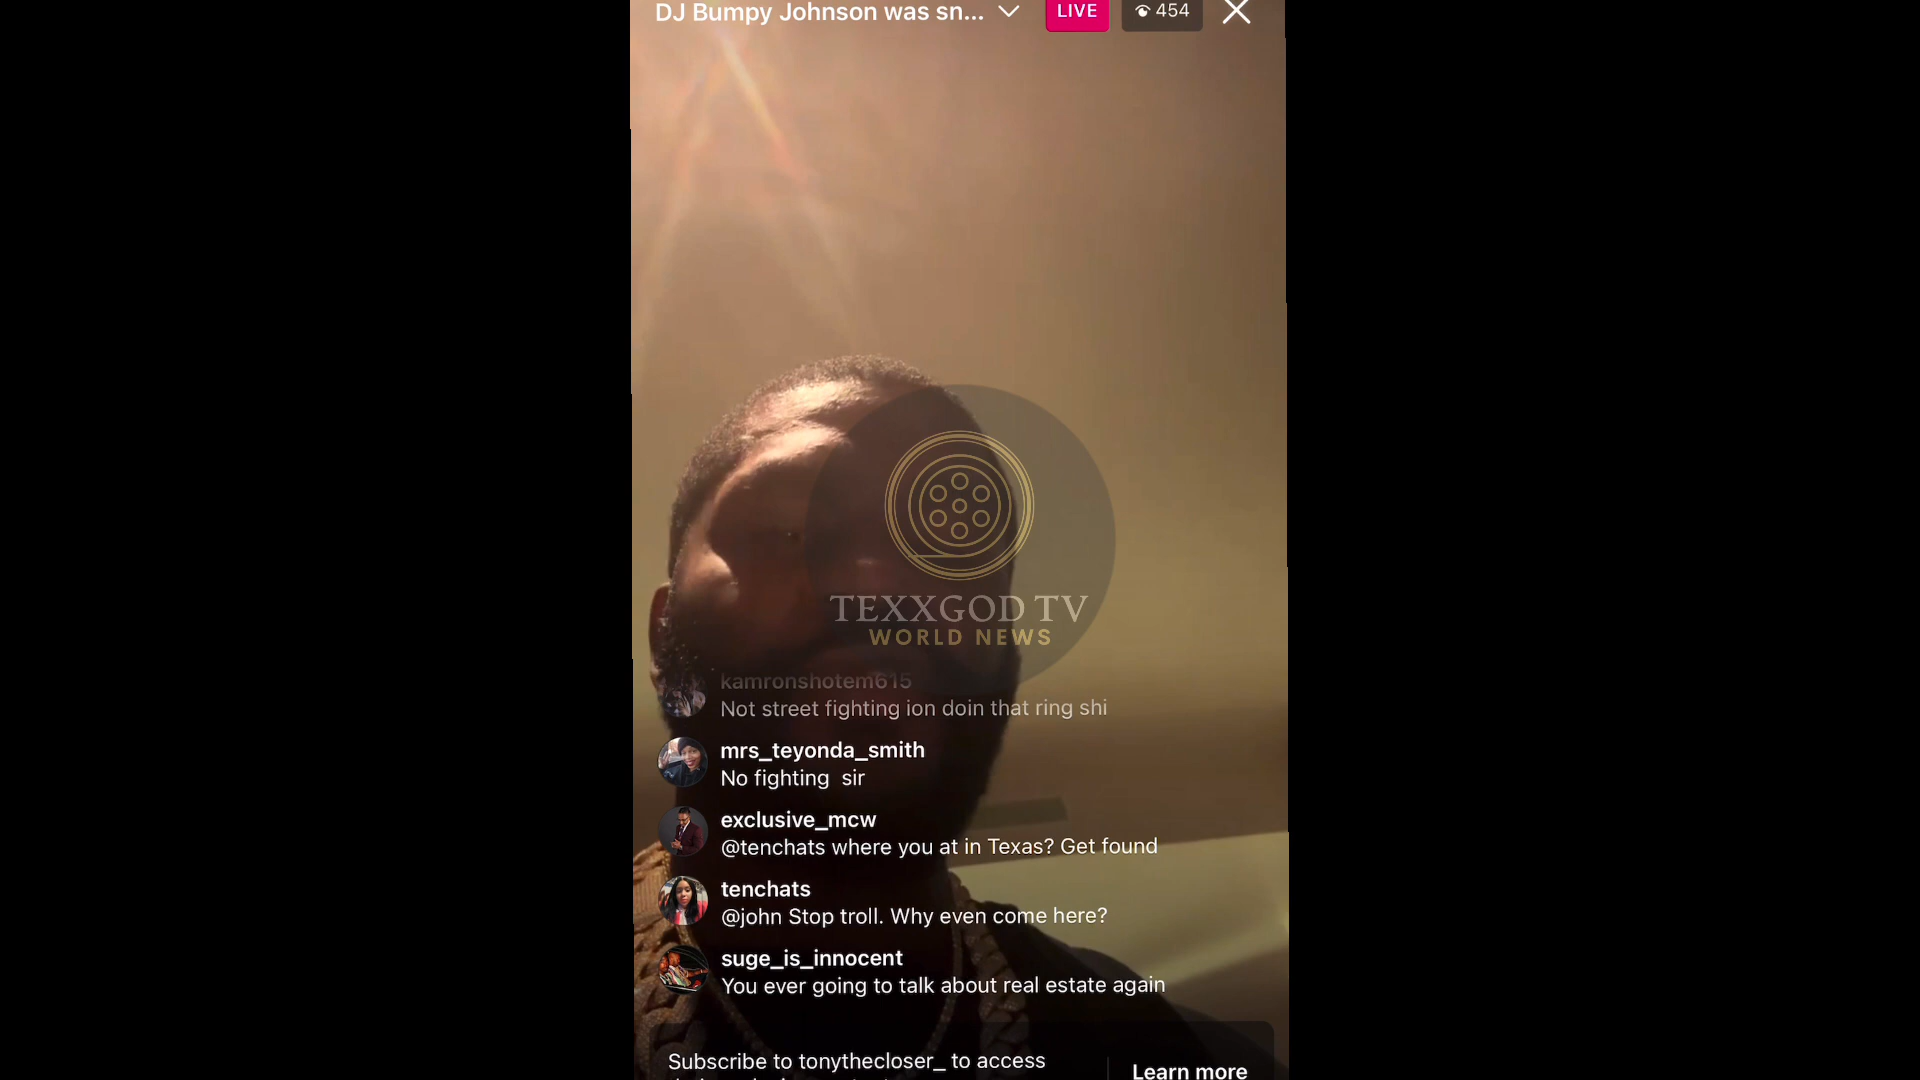 DJ Bumpy Johnson was sn...
LIVE
454
TEXXGOD TV
WORLD NEWS
kamronshotem615
Not street fighting ion doin that ring shi
mrs_teyonda_smith
No fighting sir
exclusive_mcw
@tenchats where you at in Texas? Get found
tenchats
@john Stop troll. Why even come here?
suge_is_innocent
You ever going to talk about real estate again
Subscribe to tonythecloser_ to access
Learn more